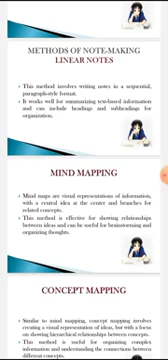 METHODS OF NOTE-MAKING
LINEAR NOTES
• This method involves writing notes in a sequential,
paragraph-style format.
• It works well for summarizing text-based information
and can include headings and subheadings for
organization.
MIND MAPPING
• Mind maps are visual representations of information,
with a central idea at the center and branches for
related concepts.
• This method is effective for showing relationships
between ideas and can be useful for brainstorming and
organizing thoughts.
CONCEPT MAPPING
• Similar to mind mapping, concept mapping involves
creating a visual representation of ideas, but with a focus
on showing hierarchical relationships between concepts.
• This method is useful for organizing complex
information and understanding the connections between
different concepts.